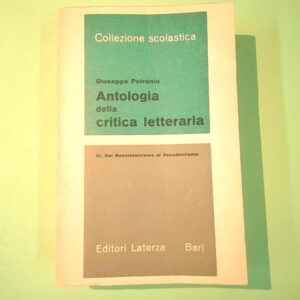 Collezione scolastica
Giuseppe Petronio
Antologia
della
critica letteraria
III. Dal Neoclassicismo al Decadentismo
Editori Laterza Bari